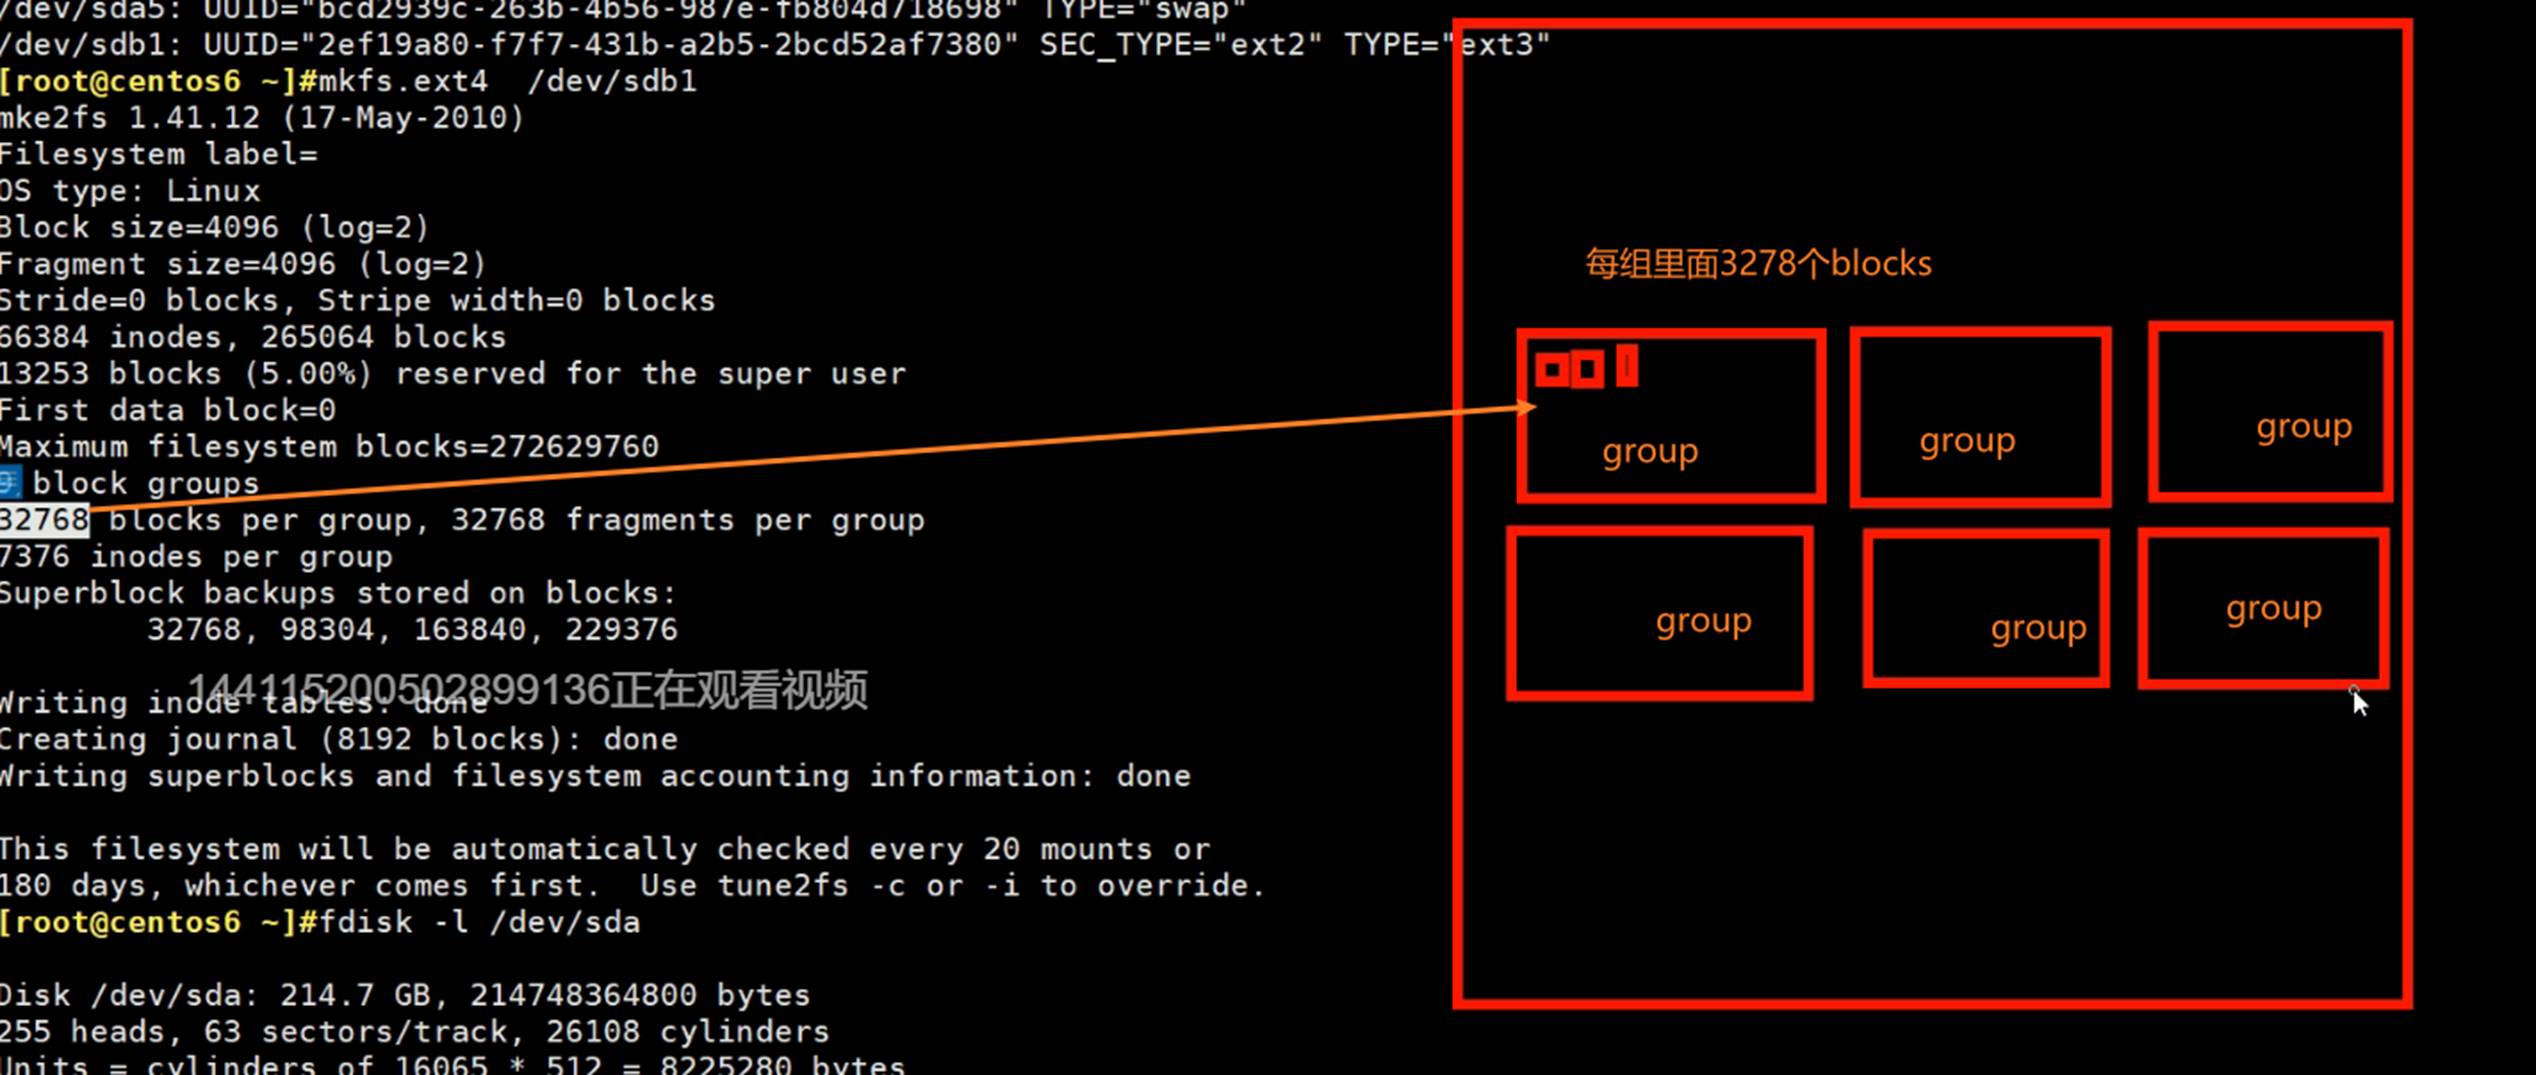 /dev/sda5: UUID="bcd2939c-263b-4b56-987e-fb804d718698" TYPE="swap"
/dev/sdb1: UUID="2ef19a80-f7f7-431b-a2b5-2bcd52af7380" SEC_TYPE="ext2" TYPE="ext3"
[root@centos6 ~]#mkfs.ext4  /dev/sdb1
mke2fs 1.41.12 (17-May-2010)
Filesystem label=
OS type: Linux
Block size=4096 (log=2)
Fragment size=4096 (log=2)
Stride=0 blocks, Stripe width=0 blocks
66384 inodes, 265064 blocks
13253 blocks (5.00%) reserved for the super user
First data block=0
Maximum filesystem blocks=272629760
9 block groups
32768 blocks per group, 32768 fragments per group
7376 inodes per group
Superblock backups stored on blocks:
32768, 98304, 163840, 229376
144115200502899136正在观看视频
Writing inode tables: done
Creating journal (8192 blocks): done
Writing superblocks and filesystem accounting information: done
This filesystem will be automatically checked every 20 mounts or
180 days, whichever comes first.  Use tune2fs -c or -i to override.
[root@centos6 ~]#fdisk -l /dev/sda
Disk /dev/sda: 214.7 GB, 214748364800 bytes
255 heads, 63 sectors/track, 26108 cylinders
Units = cylinders of 16065 * 512 = 8225280 bytes
每组里面3278个blocks
group
group
group
group
group
group